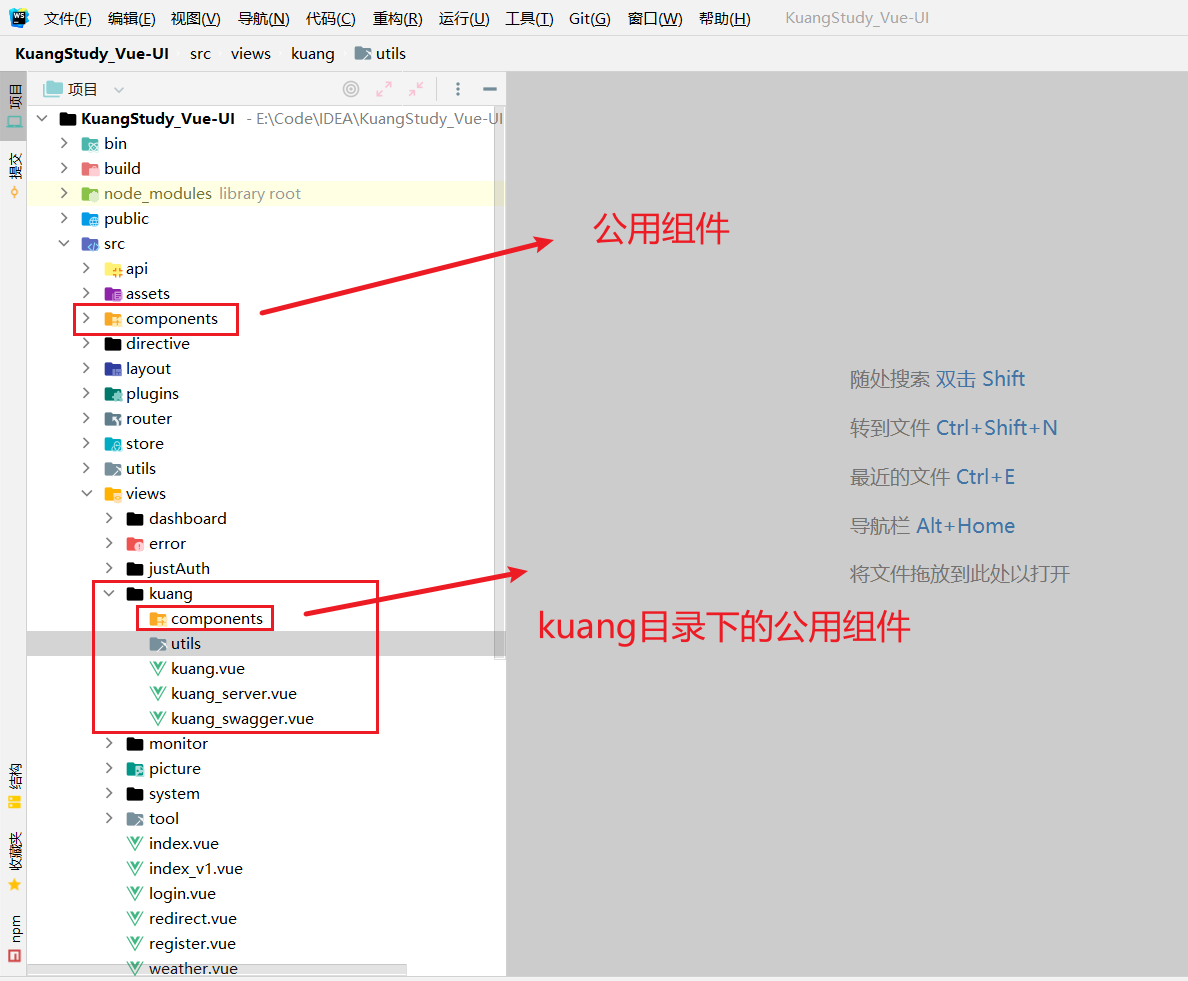 文件(F) 编辑(E) 视图(V) 导航(N) 代码(C) 重构(R) 运行(U) 工具(T) Git(G) 窗口(W) 帮助(H) KuangStudy_Vue-UI
KuangStudy_Vue-UI src views kuang utils
项目
项目
提交
结构
收藏夹
npm
KuangStudy_Vue-UI - E:\Code\IDEA\KuangStudy_Vue-UI
bin
build
node_modules library root
public
src
api
assets
components
directive
layout
plugins
router
store
utils
views
dashboard
error
justAuth
kuang
components
utils
kuang.vue
kuang_server.vue
kuang_swagger.vue
monitor
picture
system
tool
index.vue
index_v1.vue
login.vue
redirect.vue
register.vue
weather.vue
公用组件
随处搜索 双击 Shift
转到文件 Ctrl+Shift+N
最近的文件 Ctrl+E
导航栏 Alt+Home
将文件拖放到此处以打开
kuang目录下的公用组件